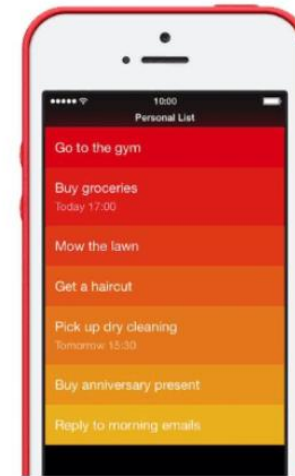 10:00
Personal List
Go to the gym
Buy groceries
Today 17:00
Mow the lawn
Get a haircut
Pick up dry cleaning
Tomorrow 15:30
Buy anniversary present
Reply to morning emails